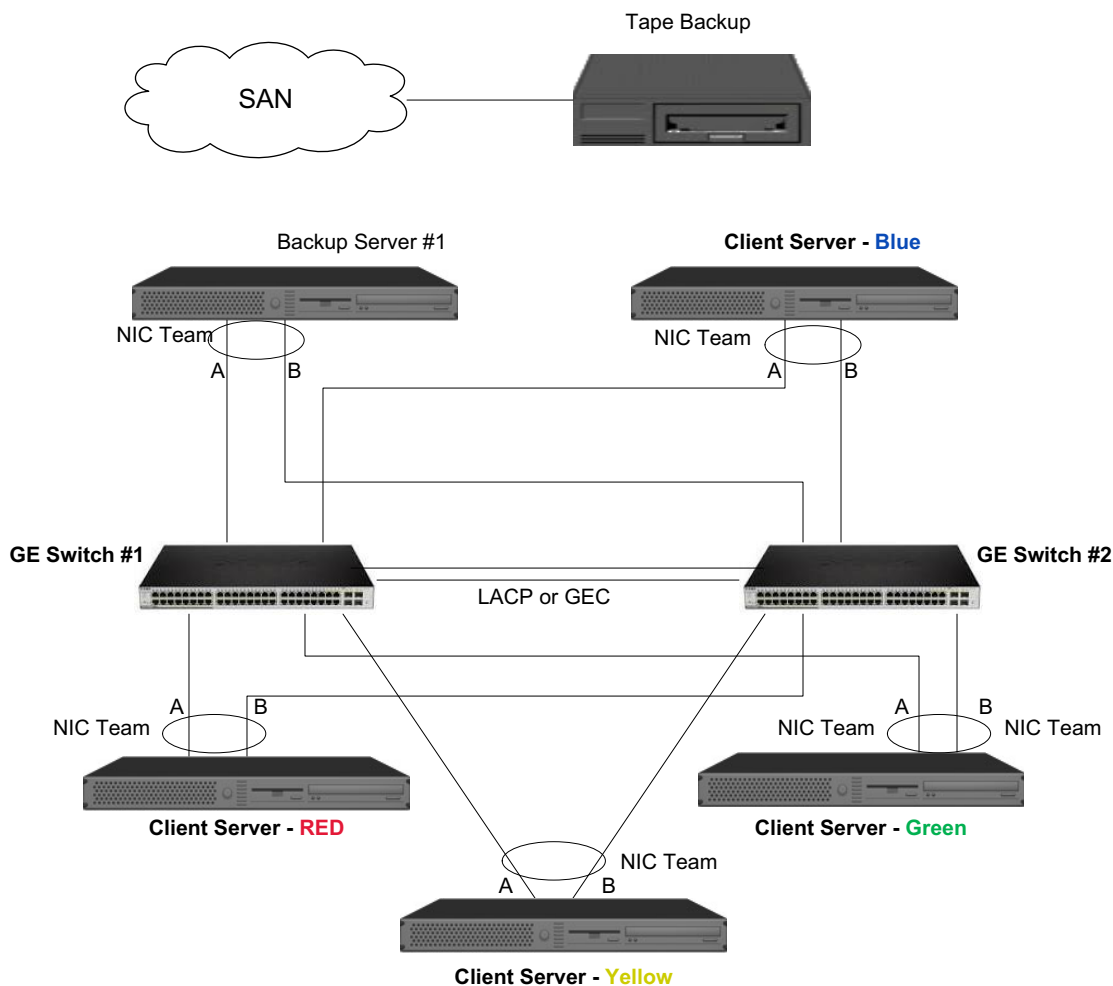 Tape Backup
SAN
Backup Server #1
Client Server - Blue
NIC Team
A
B
NIC Team
A
B
GE Switch #1
GE Switch #2
LACP or GEC
A
B
NIC Team
A
B
NIC Team
NIC Team
Client Server - RED
Client Server - Green
NIC Team
A
B
Client Server - Yellow